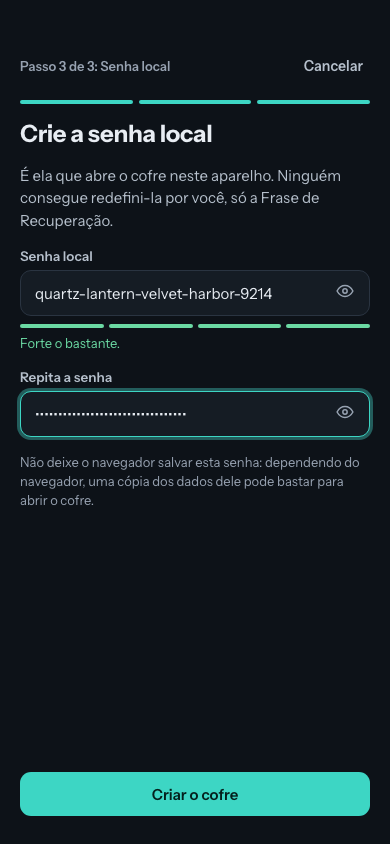 Passo 3 de 3: Senha local
Cancelar
Crie a senha local
É ela que abre o cofre neste aparelho. Ninguém
consegue redefini-la por você, só a Frase de
Recuperação.
Senha local
quartz-lantern-velvet-harbor-9214
Forte o bastante.
Repita a senha
•••••••••••••••••••••••••••••••••
Não deixe o navegador salvar esta senha: dependendo do
navegador, uma cópia dos dados dele pode bastar para
abrir o cofre.
Criar o cofre